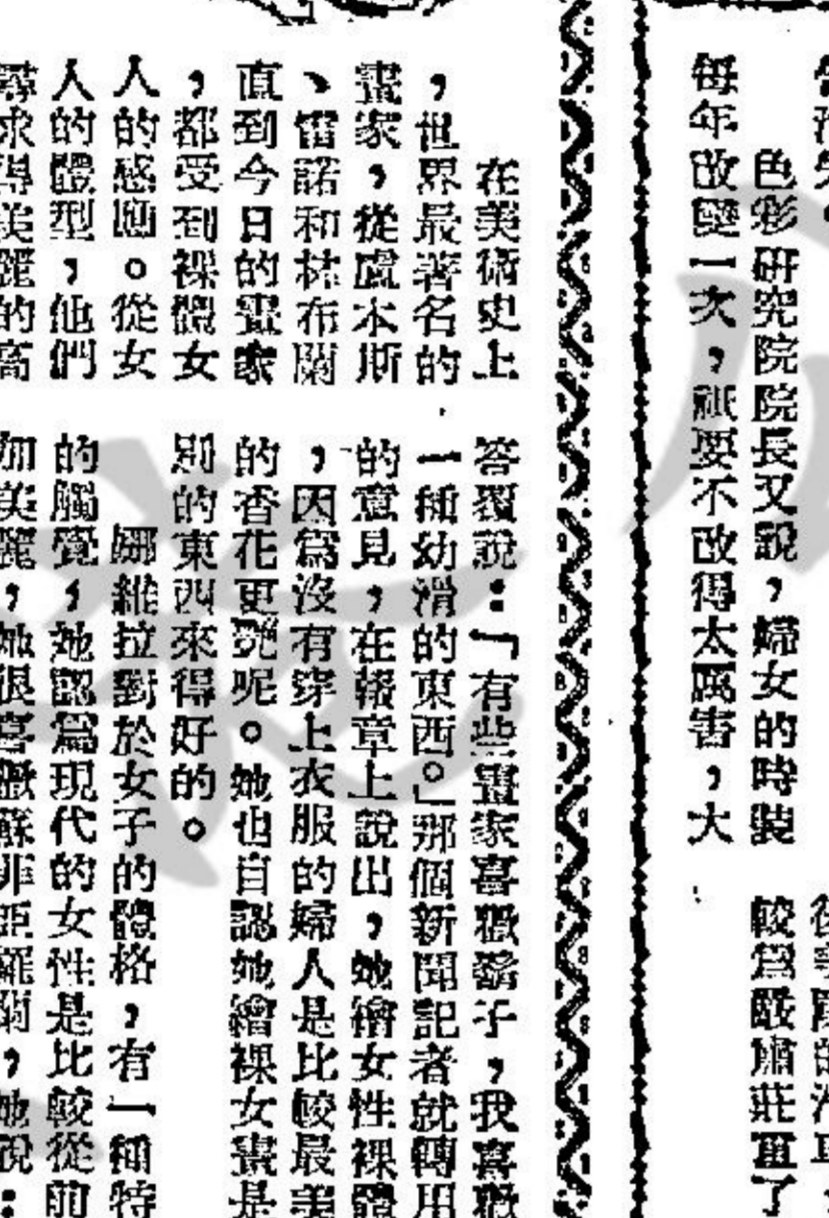 色彩研究院院長又說，婦女的時裝
每年改變一次，祇要不改得太厲害，大
較爲嚴肅莊重了
在美術史上
，世界最著名的
畫家，從盧本斯
、雷諾和林布蘭
直到今日的畫家
，都受到裸體女
人的感應。從女
人的體型，他們
尋求得美麗的高
答覆說：「有些畫家喜歡鬍子，我喜歡
一種幼滑的東西。」那個新聞記者就轉用
的意見，在報章上說出，她繪女性裸體
，因爲沒有穿上衣服的婦人是比較最美
的香花更美呢。她也自認她繪裸女畫是
別的東西來得好的。
娜維拉對於女子的體格，有一種特
的觸覺，她認爲現代的女性是比較從前
加美麗，她很喜歡蘇菲亞羅蘭，她說：